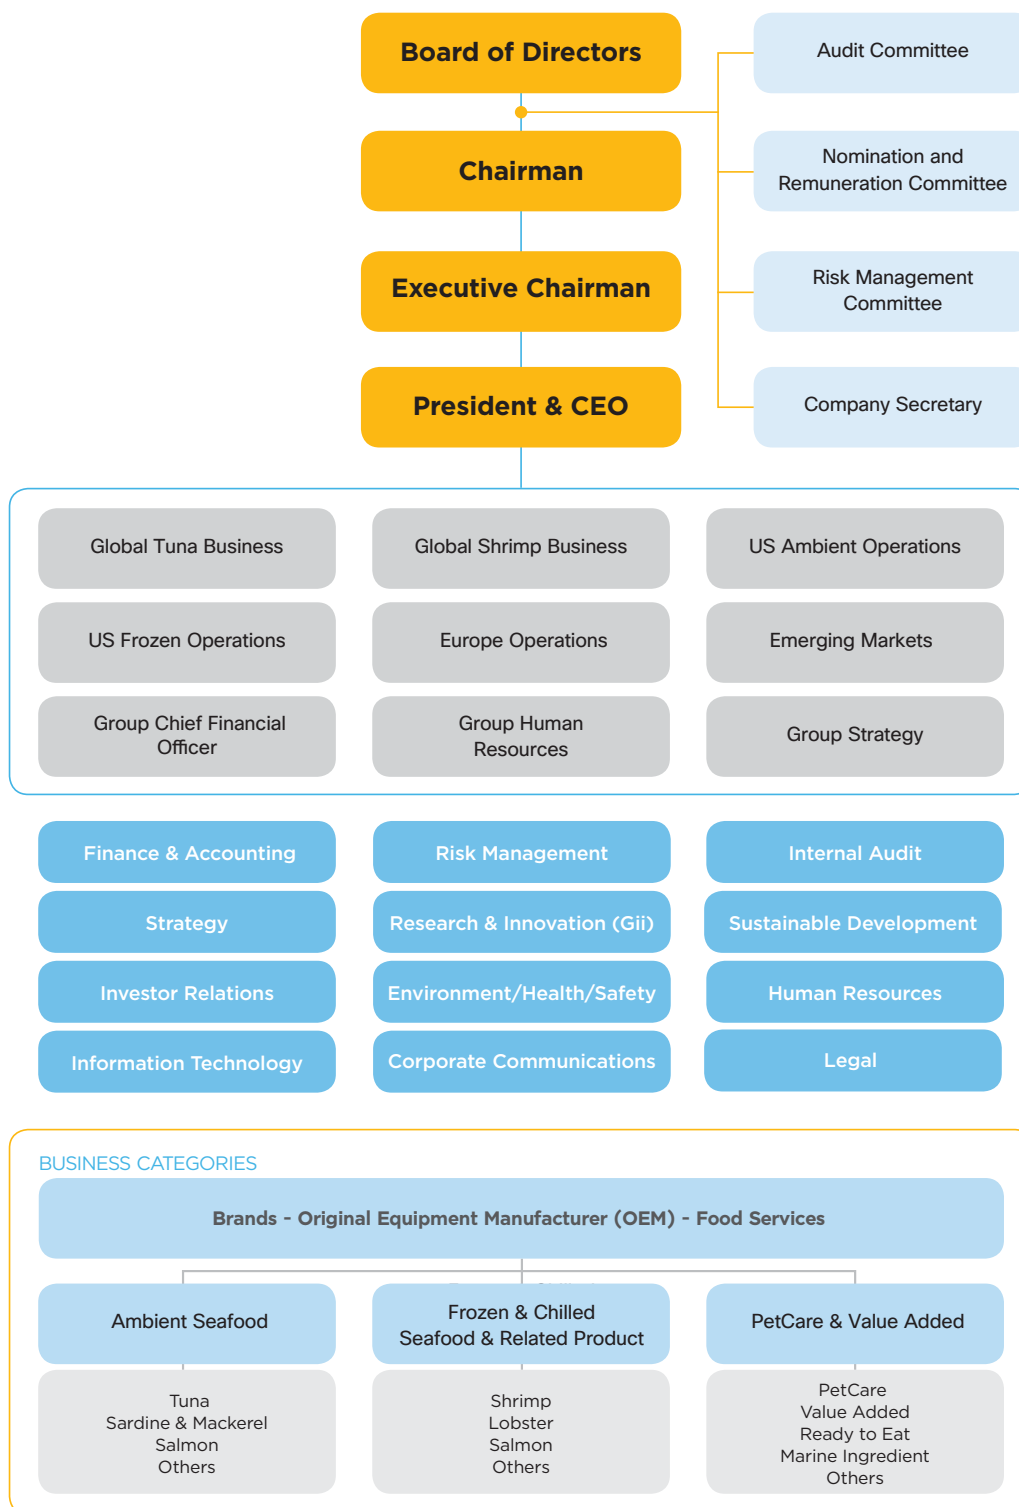 Board of Directors
Audit Committee
Chairman
Nomination and
Remuneration Committee
Executive Chairman
Risk Management
Committee
President & CEO
Company Secretary
Global Tuna Business
Global Shrimp Business
US Ambient Operations
US Frozen Operations
Europe Operations
Emerging Markets
Group Chief Financial
Officer
Group Human
Resources
Group Strategy
Finance & Accounting
Risk Management
Internal Audit
Strategy
Research & Innovation (Gii)
Sustainable Development
Investor Relations
Environment/Health/Safety
Human Resources
Information Technology
Corporate Communications
Legal
BUSINESS CATEGORIES
Brands - Original Equipment Manufacturer (OEM) - Food Services
Ambient Seafood
Frozen & Chilled
Seafood & Related Product
PetCare & Value Added
Tuna
Sardine & Mackerel
Salmon
Others
Shrimp
Lobster
Salmon
Others
PetCare
Value Added
Ready to Eat
Marine Ingredient
Others